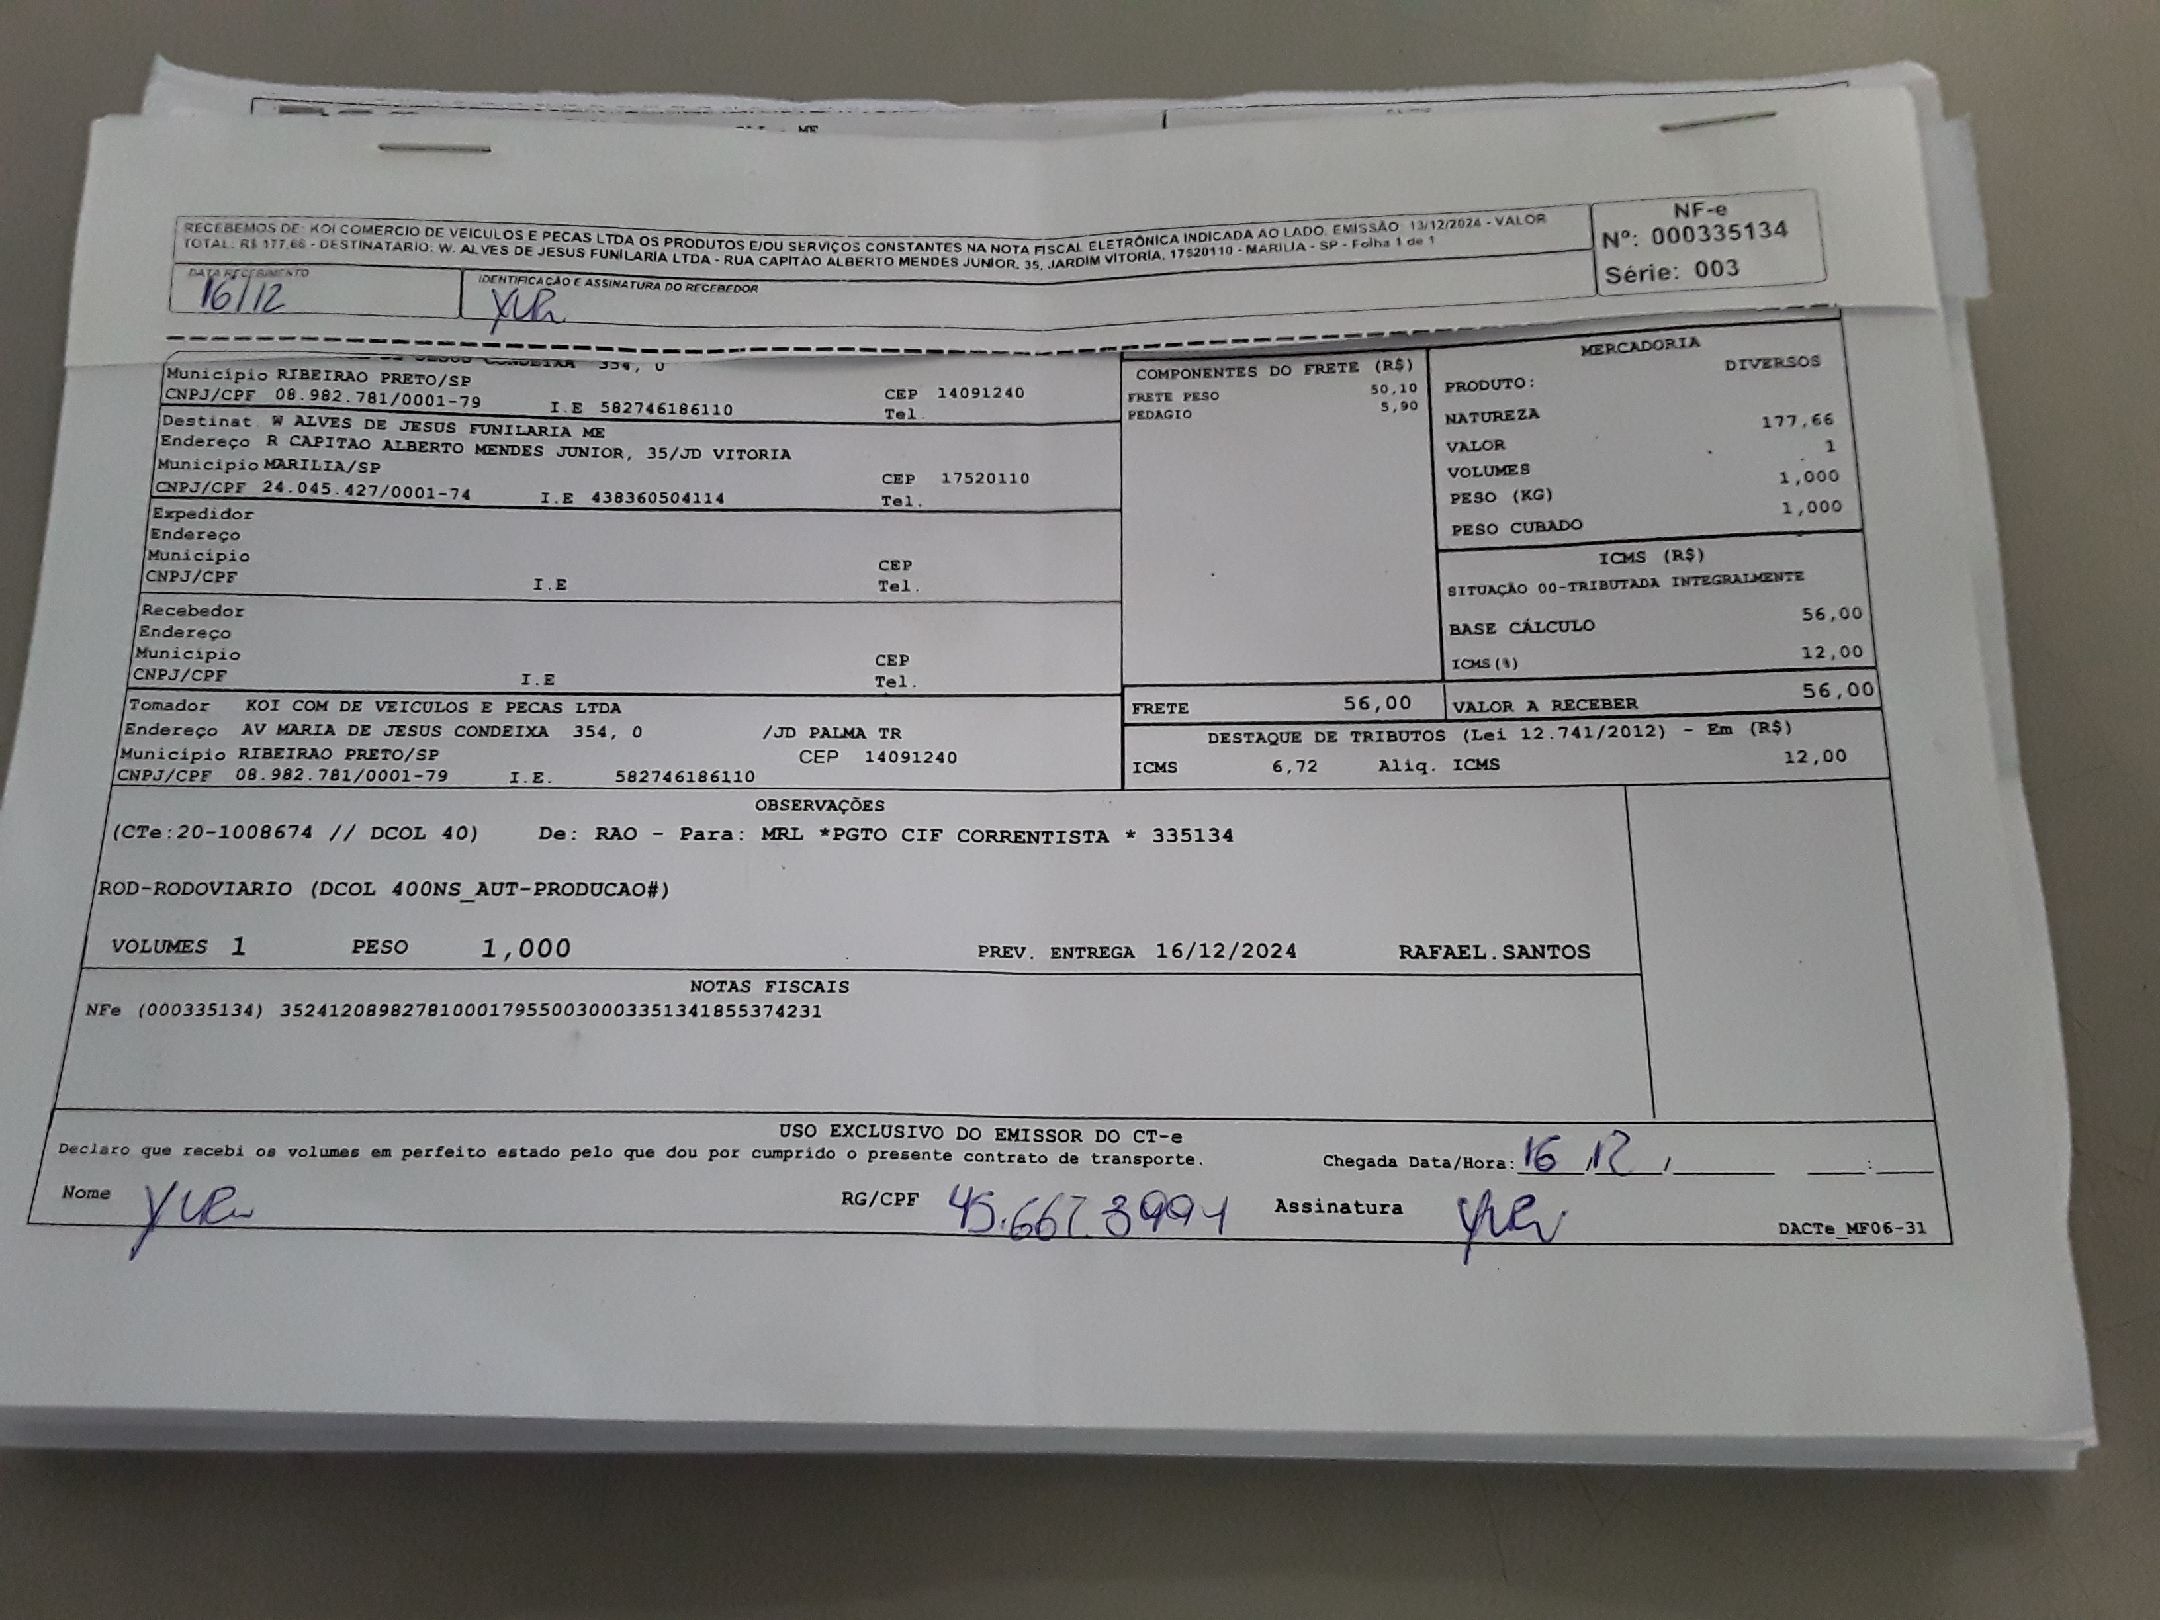 RECEBEMOS DE: KOI COMERCIO DE VEICULOS E PECAS LTDA OS PRODUTOS E/OU SERVIÇOS CONSTANTES NA NOTA FISCAL ELETRÔNICA INDICADA AO LADO. EMISSÃO: 13/12/2024 - VALOR
TOTAL: R$ 177,66 - DESTINATÁRIO: W. ALVES DE JESUS FUNILARIA LTDA - RUA CAPITAO ALBERTO MENDES JUNIOR, 35, JARDIM VITORIA, 17520110 - MARILIA - SP - Folha 1 de 1
NF-e
Nº: 000335134
Série: 003
DATA RECEBIMENTO
16/12
IDENTIFICAÇÃO E ASSINATURA DO RECEBEDOR
Yuri
DE JESUS CONDEIXA 354, 0
Município RIBEIRAO PRETO/SP CEP 14091240
CNPJ/CPF 08.982.781/0001-79 I.E 582746186110 Tel.
Destinat. W ALVES DE JESUS FUNILARIA ME
Endereço R CAPITAO ALBERTO MENDES JUNIOR, 35/JD VITORIA
Município MARILIA/SP CEP 17520110
CNPJ/CPF 24.045.427/0001-74 I.E 438360504114 Tel.
Expedidor
Endereço
Município CEP
CNPJ/CPF I.E Tel.
Recebedor
Endereço
Município CEP
CNPJ/CPF I.E Tel.
Tomador KOI COM DE VEICULOS E PECAS LTDA
Endereço AV MARIA DE JESUS CONDEIXA 354, 0 /JD PALMA TR
Município RIBEIRAO PRETO/SP CEP 14091240
CNPJ/CPF 08.982.781/0001-79 I.E. 582746186110
COMPONENTES DO FRETE (R$)
FRETE PESO 50,10
PEDAGIO 5,90
MERCADORIA
PRODUTO: DIVERSOS
NATUREZA
VALOR 177,66
VOLUMES 1
PESO (KG) 1,000
PESO CUBADO 1,000
ICMS (R$)
SITUAÇÃO 00-TRIBUTADA INTEGRALMENTE
BASE CÁLCULO 56,00
ICMS(%) 12,00
FRETE 56,00 VALOR A RECEBER 56,00
DESTAQUE DE TRIBUTOS (Lei 12.741/2012) - Em (R$)
ICMS 6,72 Aliq. ICMS 12,00
OBSERVAÇÕES
(CTe:20-1008674 // DCOL 40) De: RAO - Para: MRL *PGTO CIF CORRENTISTA * 335134
ROD-RODOVIARIO (DCOL 400NS_AUT-PRODUCAO#)
VOLUMES 1 PESO 1,000 PREV. ENTREGA 16/12/2024 RAFAEL.SANTOS
NOTAS FISCAIS
NFe (000335134) 35241208982781000179550030003351341855374231
USO EXCLUSIVO DO EMISSOR DO CT-e
Declaro que recebi os volumes em perfeito estado pelo que dou por cumprido o presente contrato de transporte. Chegada Data/Hora: 16/12/ :
Nome Yuri RG/CPF 45.667.3994 Assinatura Yuri
DACTe_MF06-31